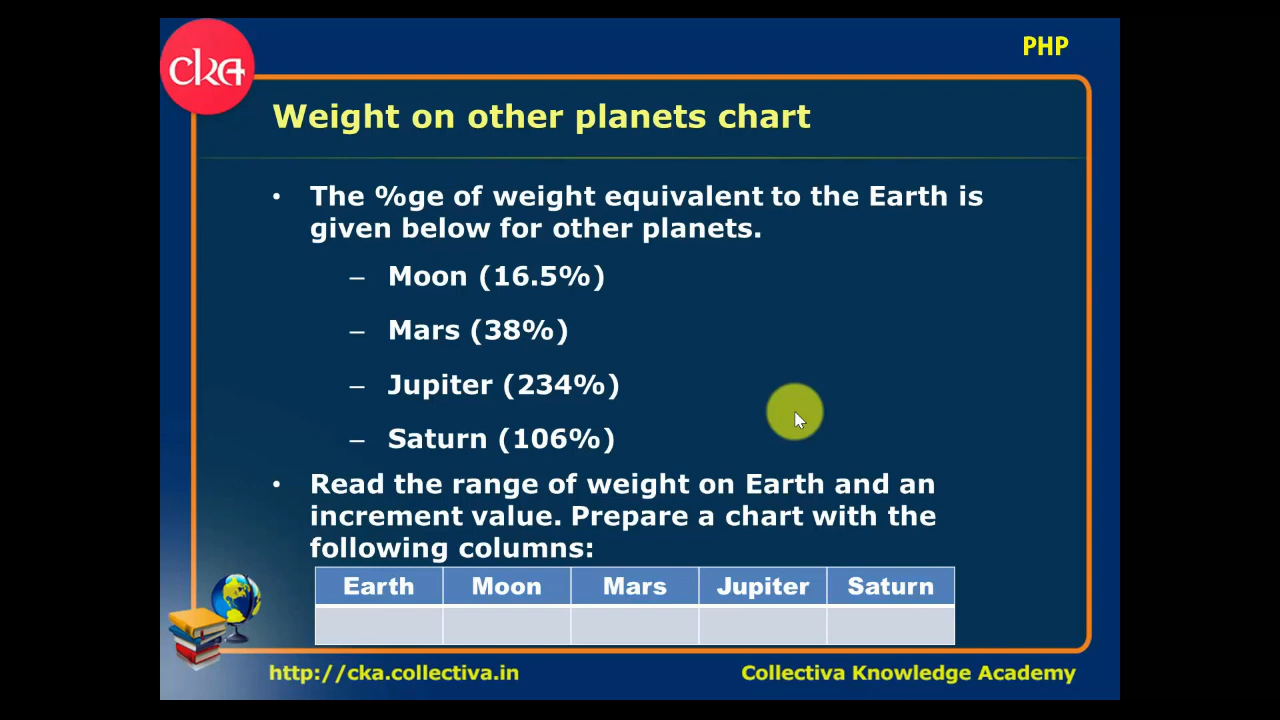 cka
PHP
Weight on other planets chart
• The %ge of weight equivalent to the Earth is
given below for other planets.
– Moon (16.5%)
– Mars (38%)
– Jupiter (234%)
– Saturn (106%)
• Read the range of weight on Earth and an
increment value. Prepare a chart with the
following columns:
Earth Moon Mars Jupiter Saturn
http://cka.collectiva.in Collectiva Knowledge Academy